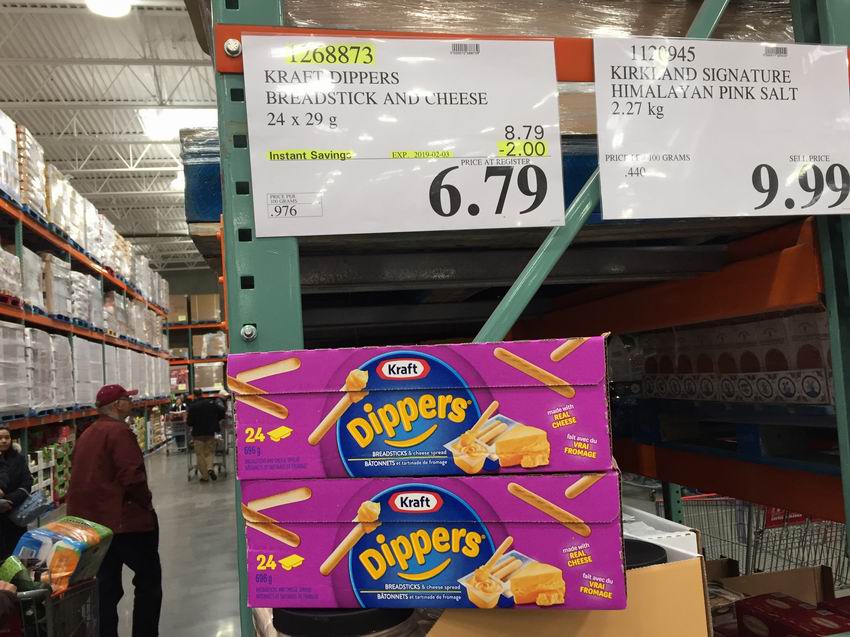 1268873
KRAFT DIPPERS
BREADSTICK AND CHEESE
24 x 29 g
8.79
Instant Savings EXP. 2019-02-03 -2.00
PRICE AT REGISTER
6.79
PRICE PER
100 GRAMS
.976
1120945
KIRKLAND SIGNATURE
HIMALAYAN PINK SALT
2.27 kg
PRICE 100 GRAMS
.440
SELL PRICE
9.99
Kraft
Dippers
24
696 g
BREADSTICKS & cheese spread
BÂTONNETS et tartinade de fromage
made with
REAL
CHEESE
fait avec du
VRAI
FROMAGE
Kraft
Dippers
24
696 g
BREADSTICKS & cheese spread
BÂTONNETS et tartinade de fromage
made with
REAL
CHEESE
fait avec du
VRAI
FROMAGE